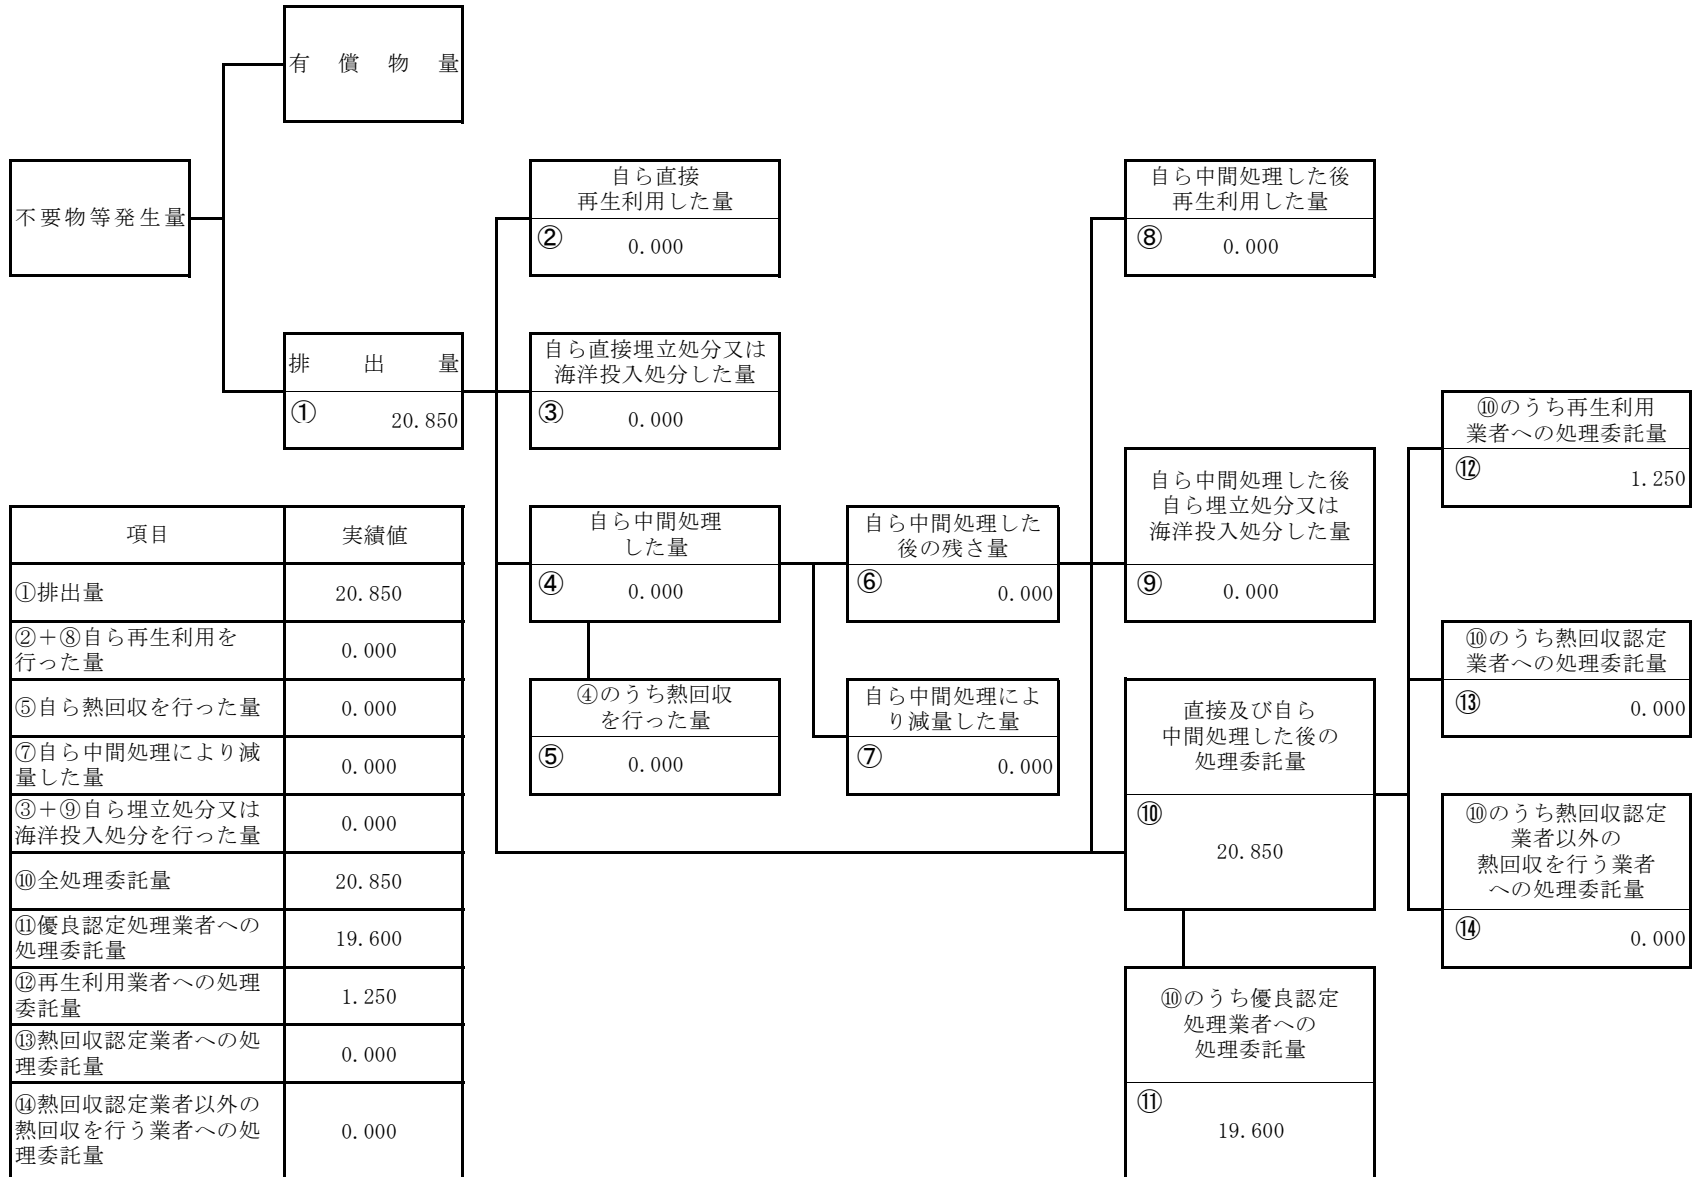 有償物量
不要物等発生量
自ら直接
再生利用した量
②
0.000
自ら中間処理した後
再生利用した量
⑧
0.000
排出量
①
20.850
自ら直接埋立処分又は
海洋投入処分した量
③
0.000
⑩のうち再生利用
業者への処理委託量
⑫
1.250
自ら中間処理した後
自ら埋立処分又は
海洋投入処分した量
⑨
0.000
自ら中間処理
した量
④
0.000
自ら中間処理した
後の残さ量
⑥
0.000
⑩のうち熱回収認定
業者への処理委託量
⑬
0.000
④のうち熱回収
を行った量
⑤
0.000
自ら中間処理によ
り減量した量
⑦
0.000
直接及び自ら
中間処理した後の
処理委託量
⑩
20.850
⑩のうち熱回収認定
業者以外の
熱回収を行う業者
への処理委託量
⑭
0.000
⑩のうち優良認定
処理業者への
処理委託量
⑪
19.600
項目
実績値
①排出量
20.850
②＋⑧自ら再生利用を
行った量
0.000
⑤自ら熱回収を行った量
0.000
⑦自ら中間処理により減
量した量
0.000
③＋⑨自ら埋立処分又は
海洋投入処分を行った量
0.000
⑩全処理委託量
20.850
⑪優良認定処理業者への
処理委託量
19.600
⑫再生利用業者への処理
委託量
1.250
⑬熱回収認定業者への処
理委託量
0.000
⑭熱回収認定業者以外の
熱回収を行う業者への処
理委託量
0.000